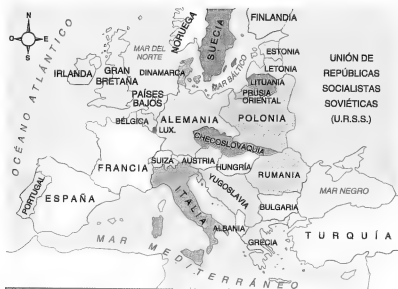 N
O
E
S
OCÉANO ATLÁNTICO
NORUEGA
SUECIA
FINLANDIA
MAR DEL
NORTE
ESTONIA
LETONIA
MAR BÁLTICO
LITUANIA
PRUSIA
ORIENTAL
UNIÓN DE
REPÚBLICAS
SOCIALISTAS
SOVIÉTICAS
(U.R.S.S.)
IRLANDA
GRAN
BRETAÑA
DINAMARCA
PAÍSES
BAJOS
BÉLGICA
LUX.
ALEMANIA
POLONIA
CHECOSLOVAQUIA
FRANCIA
SUIZA
AUSTRIA
HUNGRÍA
RUMANIA
YUGOSLAVIA
ITALIA
MAR NEGRO
BULGARIA
PORTUGAL
ESPAÑA
ALBANIA
GRECIA
TURQUÍA
MAR MEDITERRÁNEO